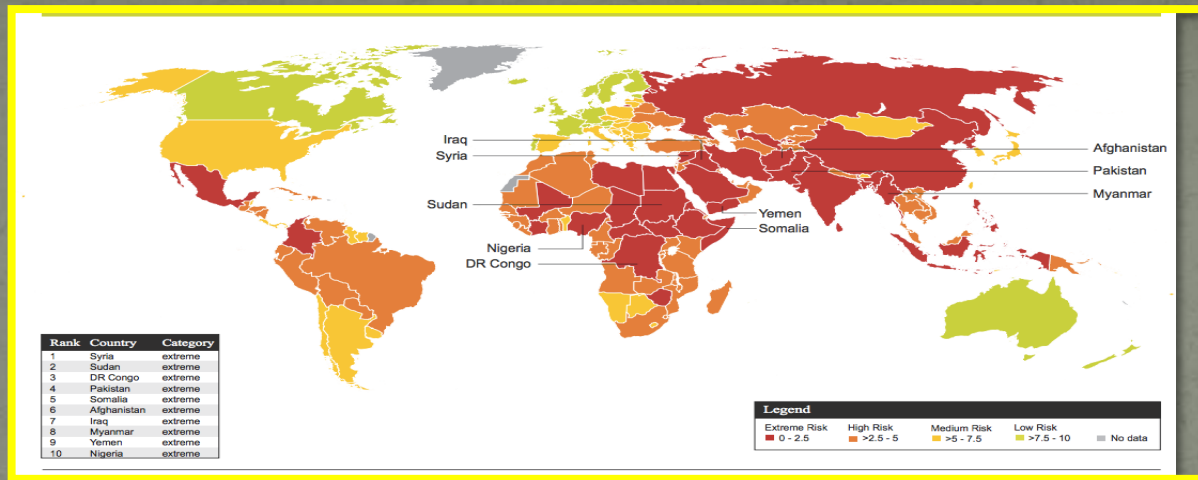 Iraq
Syria
Sudan
Nigeria
DR Congo
Afghanistan
Pakistan
Myanmar
Yemen
Somalia
Rank Country Category
1 Syria extreme
2 Sudan extreme
3 DR Congo extreme
4 Pakistan extreme
5 Somalia extreme
6 Afghanistan extreme
7 Iraq extreme
8 Myanmar extreme
9 Yemen extreme
10 Nigeria extreme
Legend
Extreme Risk High Risk Medium Risk Low Risk
0 - 2.5 >2.5 - 5 >5 - 7.5 >7.5 - 10 No data